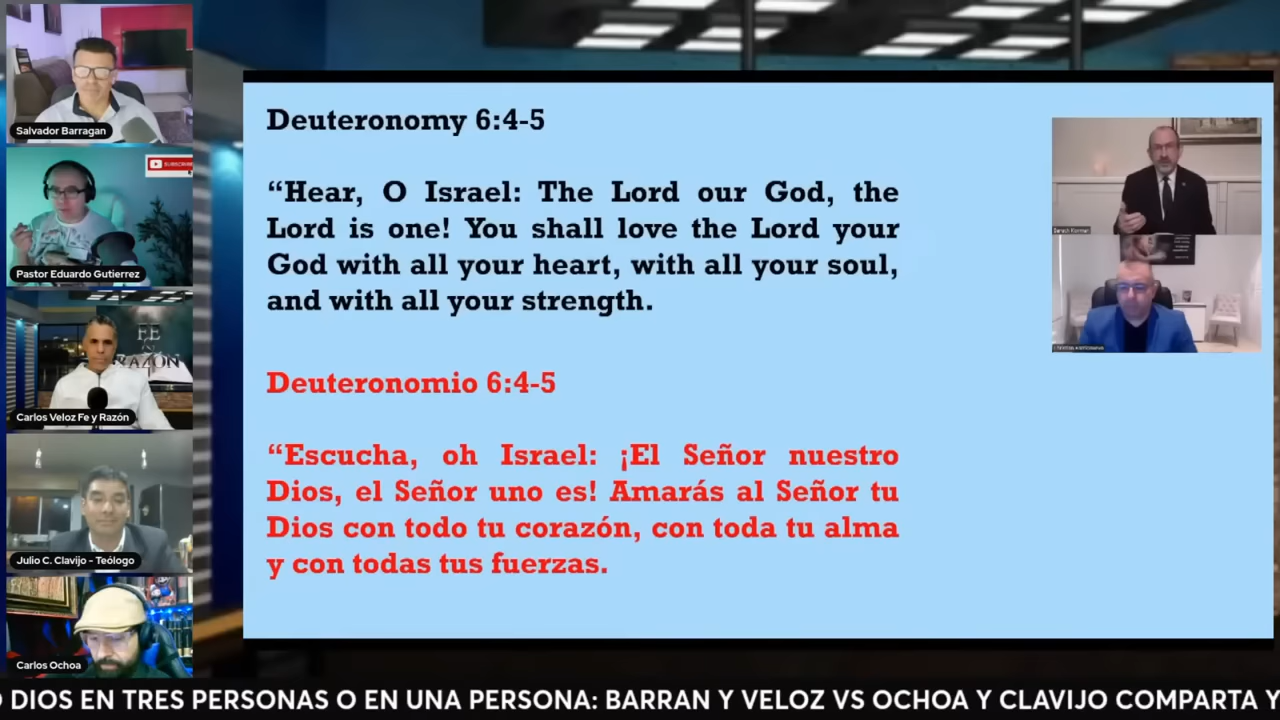 Salvador Barragan
SUBSCRIBE
Pastor Eduardo Gutierrez
FE
RAZÓN
Carlos Veloz Fe y Razón
Julio C. Clavijo - Teólogo
Carlos Ochoa
Deuteronomy 6:4-5
“Hear, O Israel: The Lord our God, the
Lord is one! You shall love the Lord your
God with all your heart, with all your soul,
and with all your strength.
Deuteronomio 6:4-5
“Escucha, oh Israel: ¡El Señor nuestro
Dios, el Señor uno es! Amarás al Señor tu
Dios con todo tu corazón, con toda tu alma
y con todas tus fuerzas.
DIOS EN TRES PERSONAS O EN UNA PERSONA: BARRAN Y VELOZ VS OCHOA Y CLAVIJO COMPARTA Y